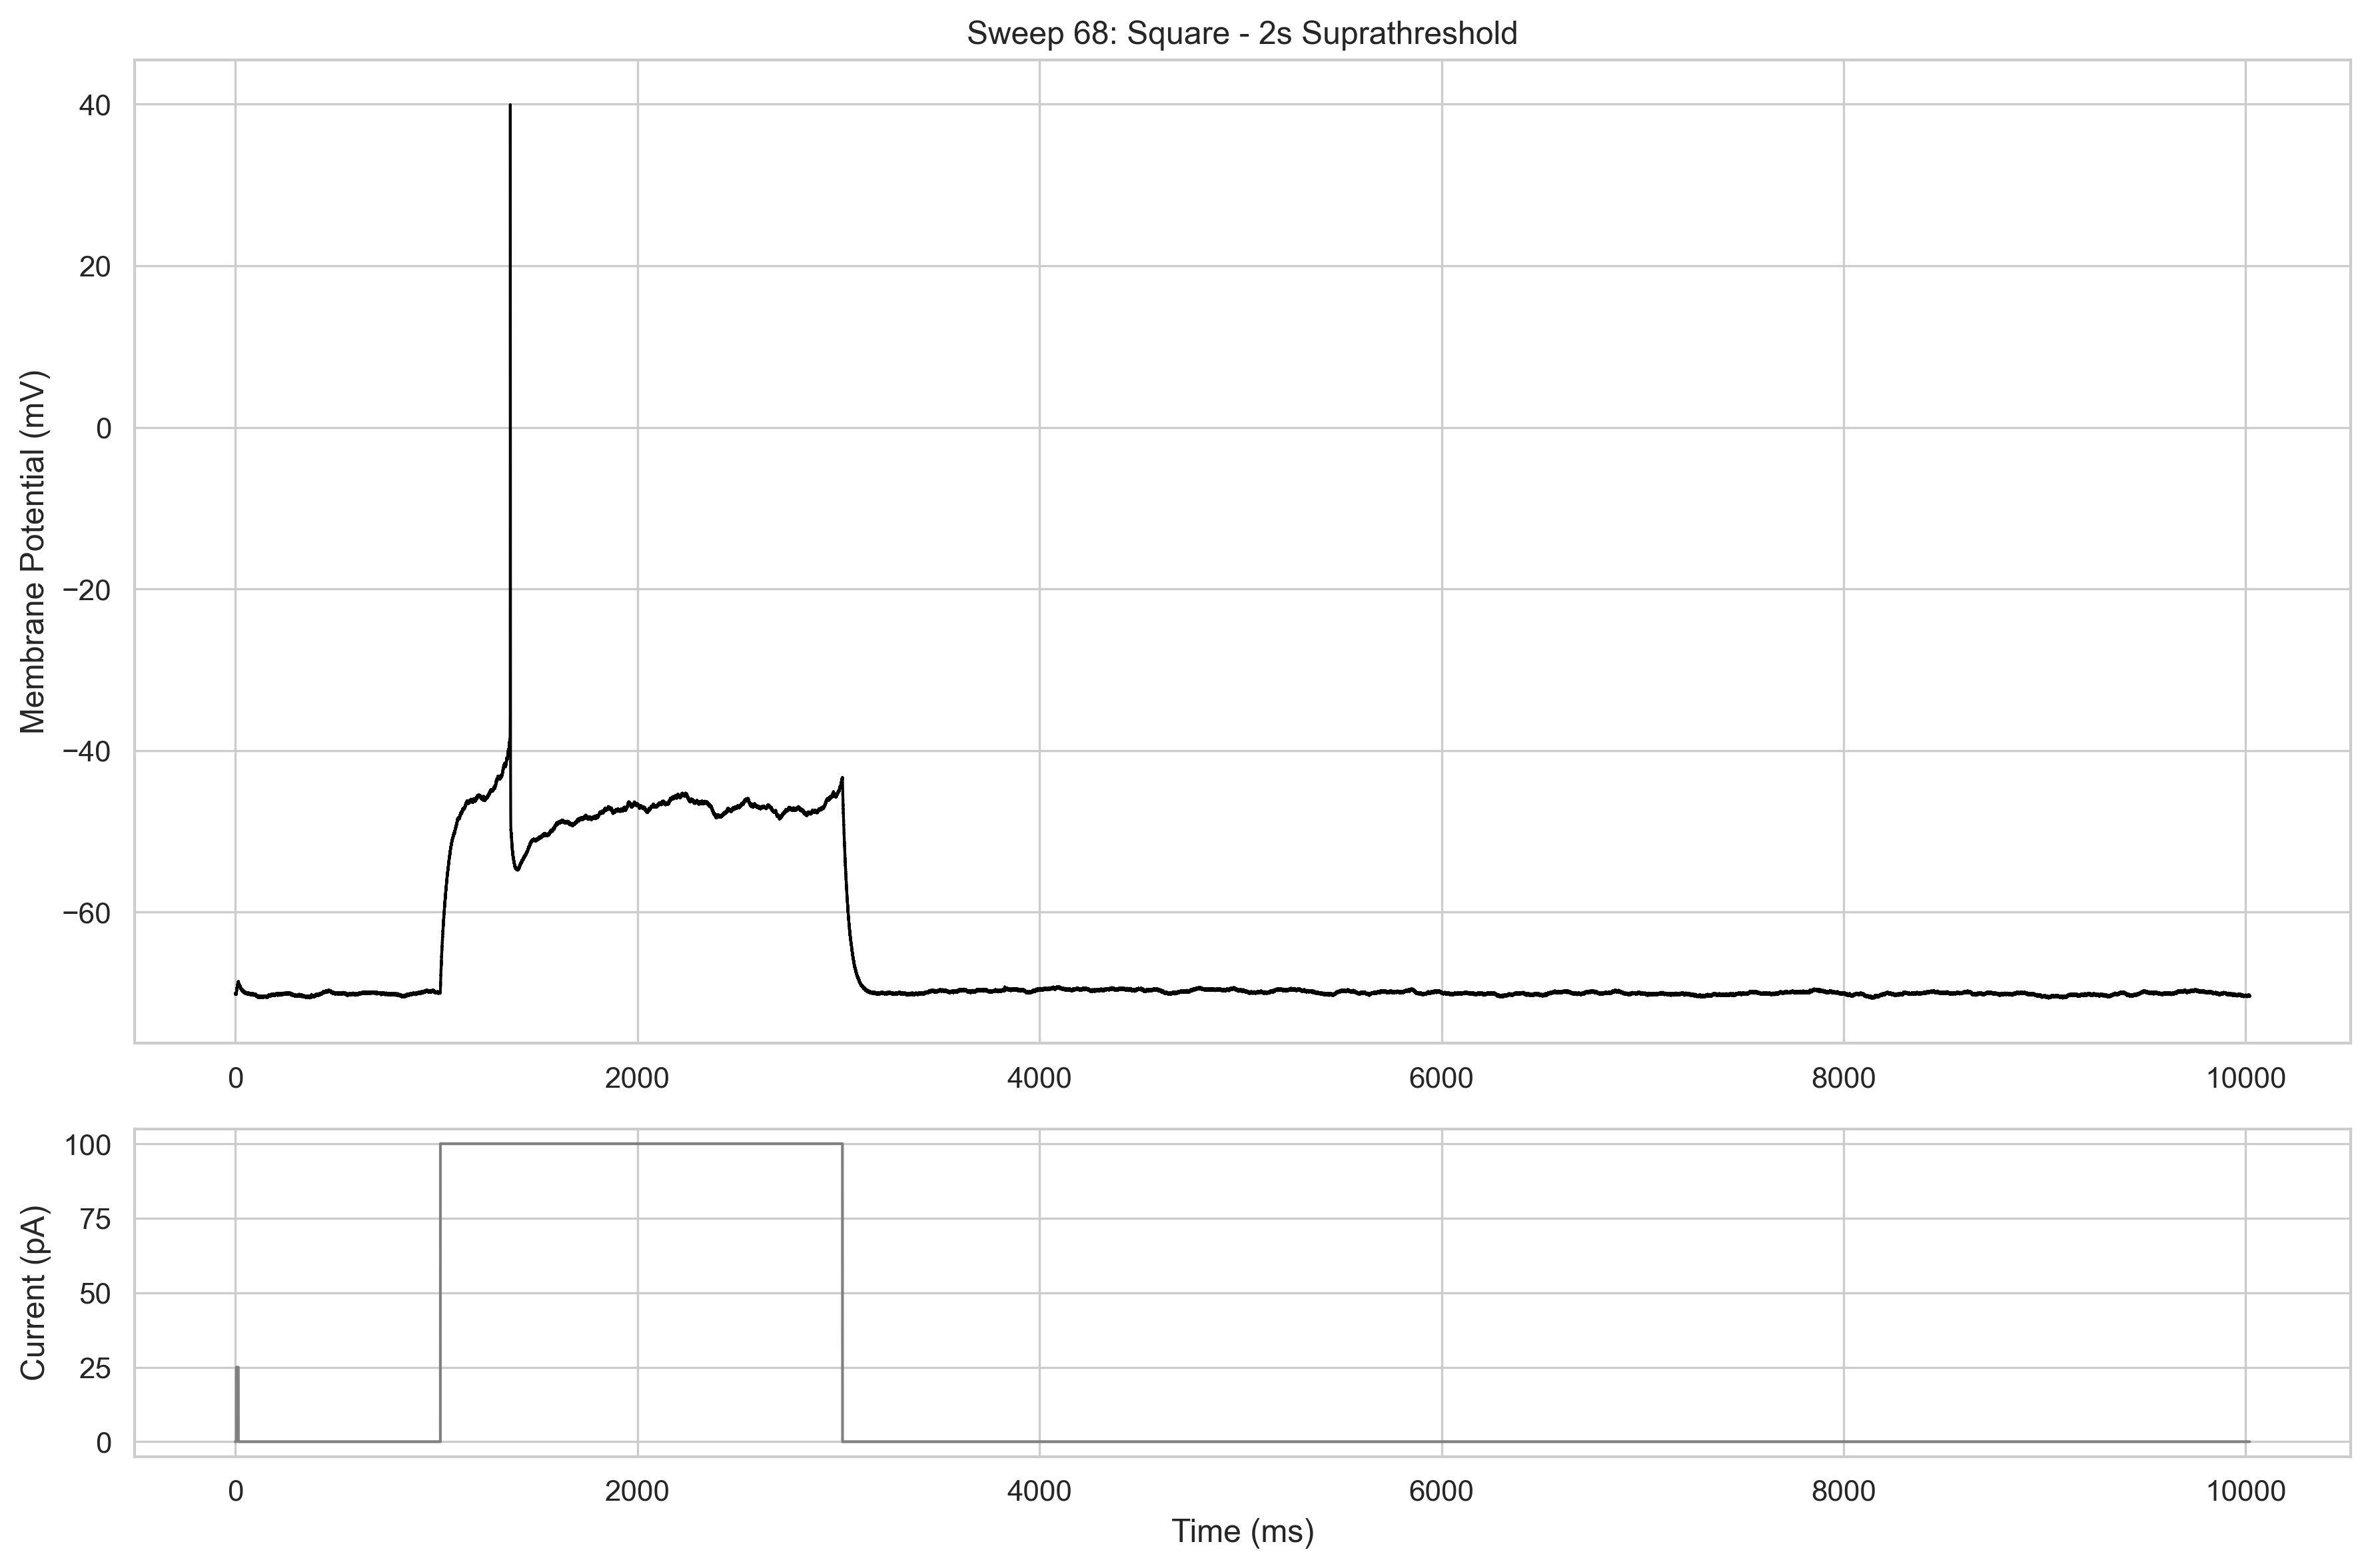 Sweep 68: Square - 2s Suprathreshold
Membrane Potential (mV)
40
20
0
−20
−40
−60
0 2000 4000 6000 8000 10000
Current (pA)
100
75
50
25
0
0 2000 4000 6000 8000 10000
Time (ms)